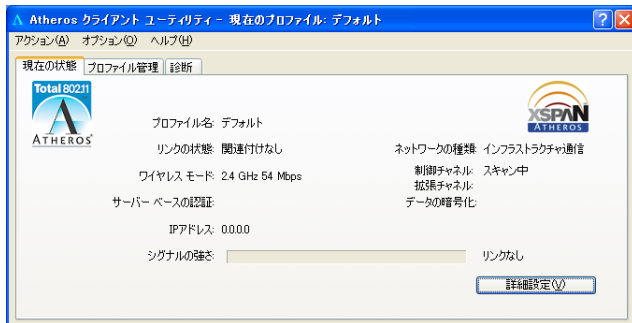 Atheros クライアント ユーティリティ - 現在のプロファイル: デフォルト
アクション(A) オプション(O) ヘルプ(H)
現在の状態 プロファイル管理 診断
Total 802.11
ATHEROS
XSPAN
ATHEROS
プロファイル名: デフォルト
リンクの状態: 関連付けなし
ネットワークの種類: インフラストラクチャ通信
ワイヤレス モード: 2.4 GHz 54 Mbps
制御チャネル: スキャン中
拡張チャネル:
サーバー ベースの認証:
データの暗号化:
IPアドレス: 0.0.0.0
シグナルの強さ: リンクなし
詳細設定(V)